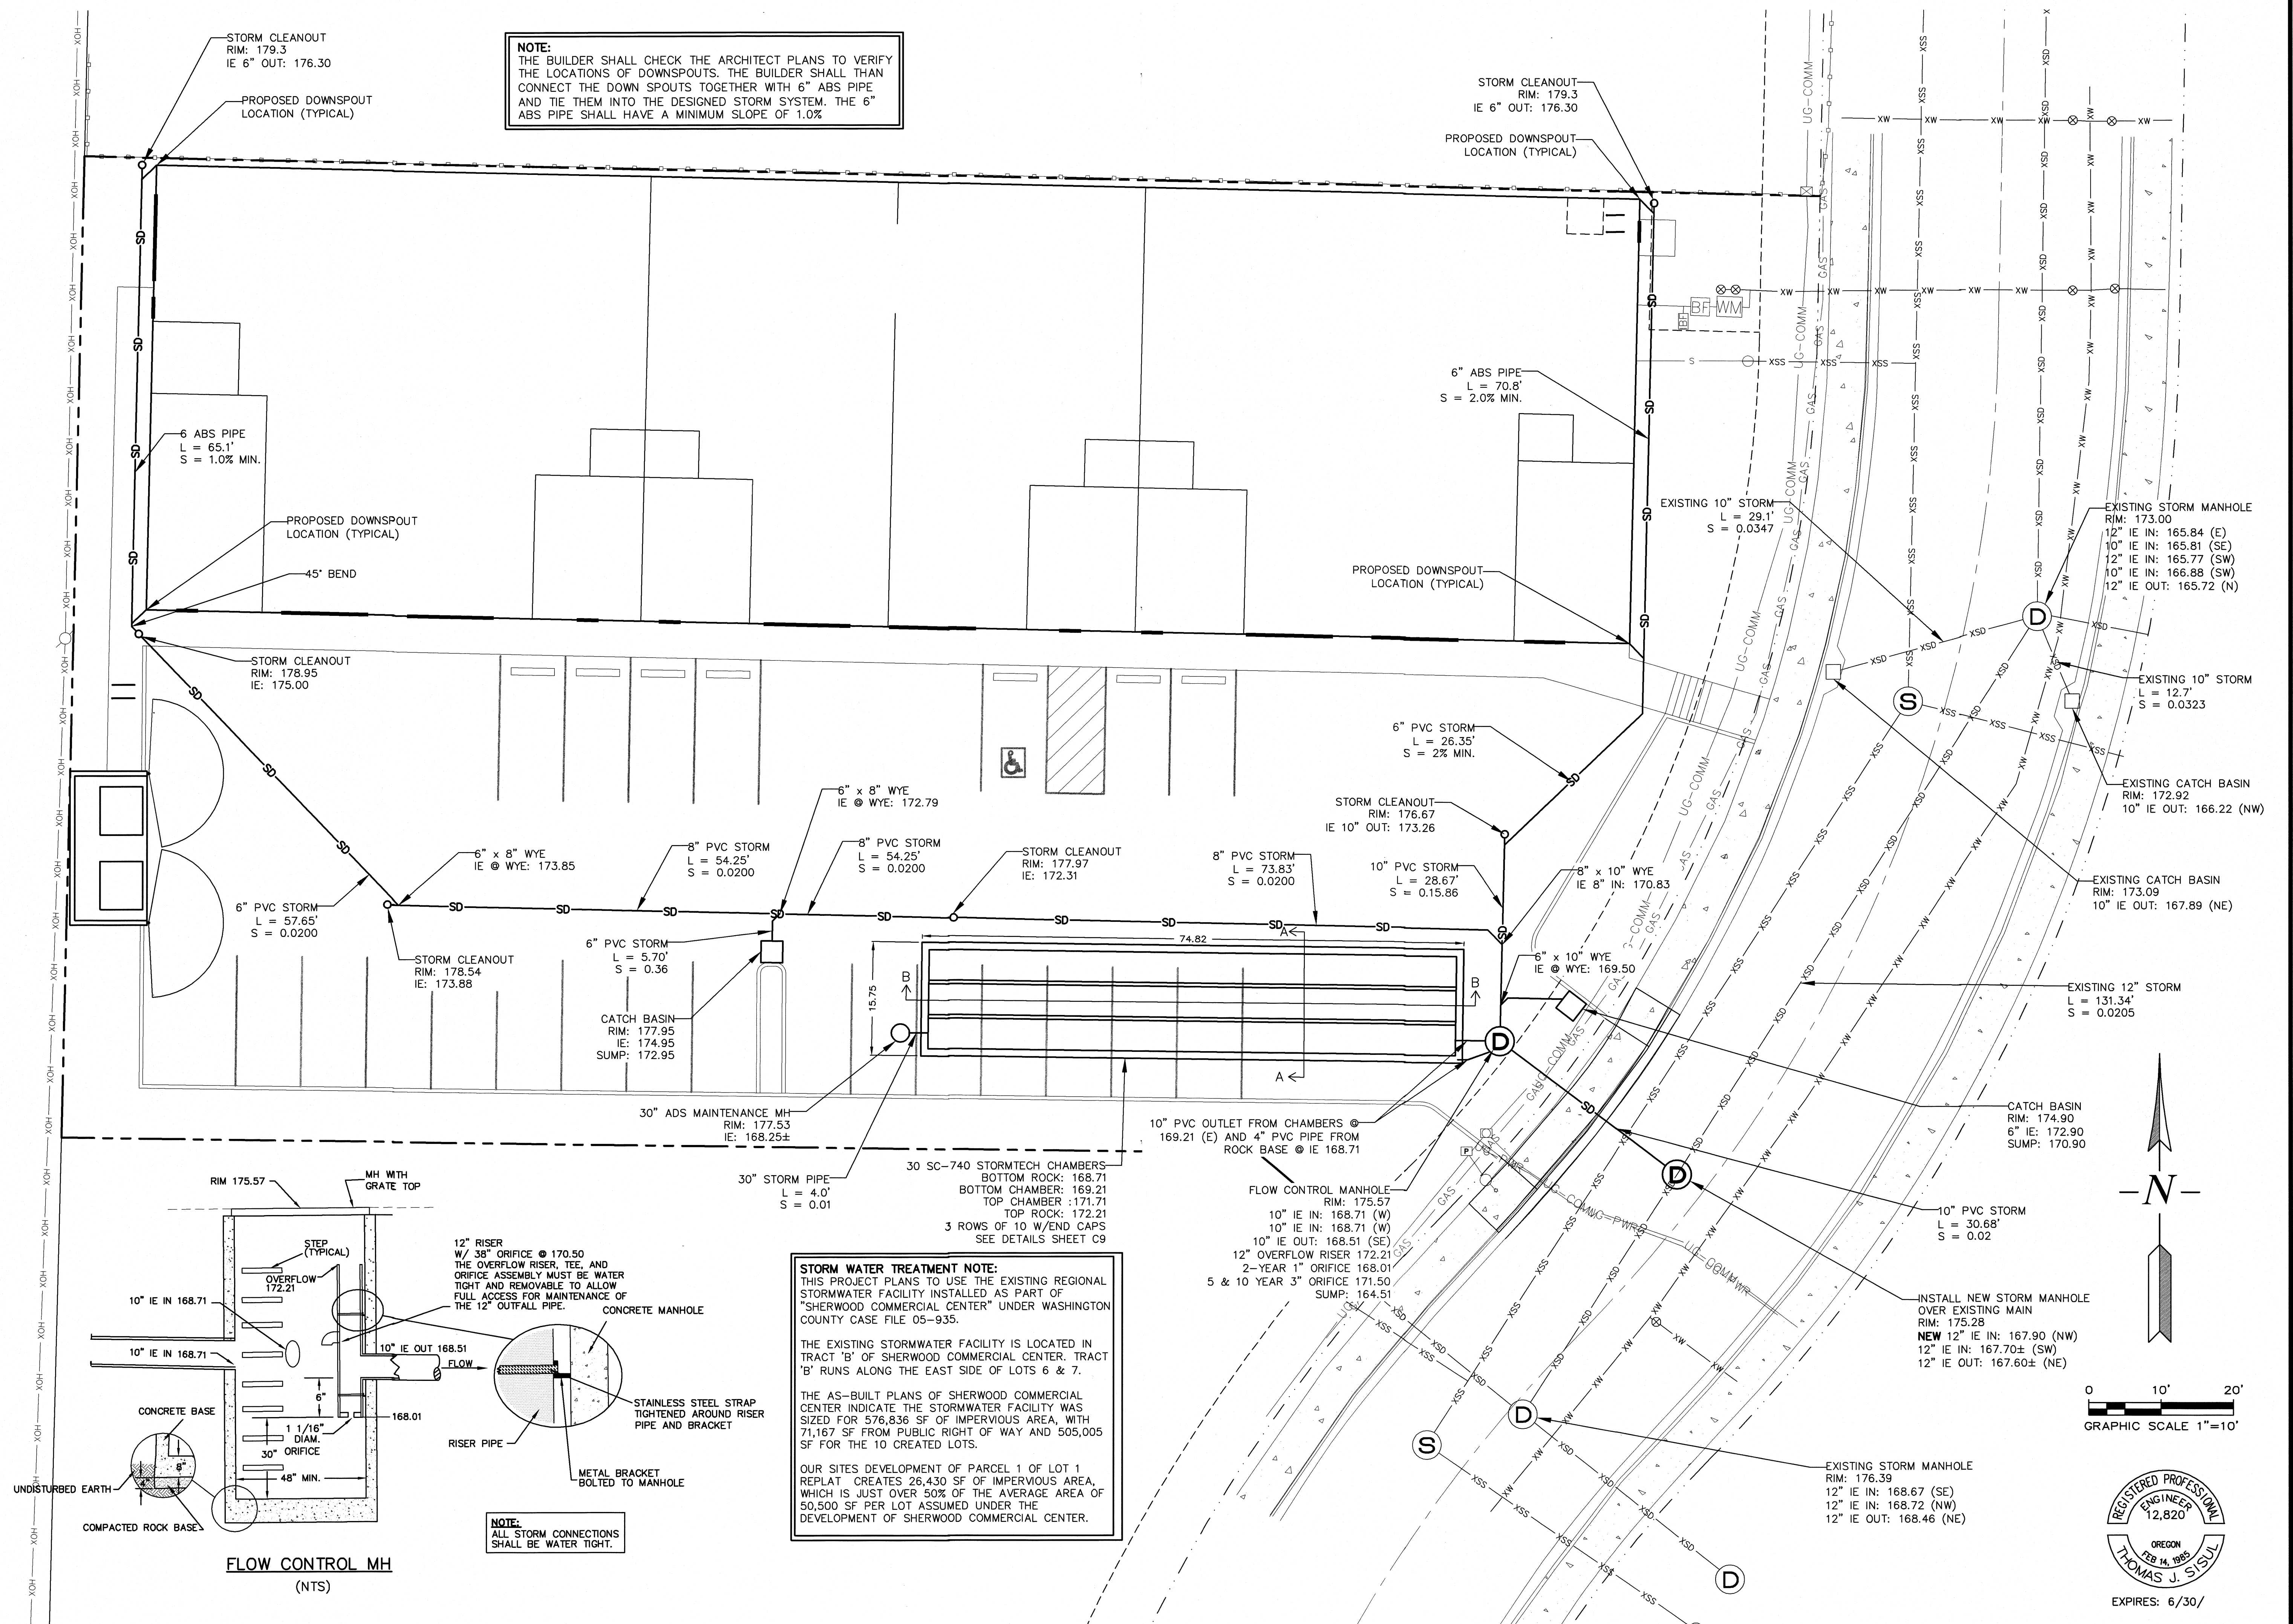 STORM CLEANOUT
RIM: 179.3
IE 6" OUT: 176.30
PROPOSED DOWNSPOUT
LOCATION (TYPICAL)
NOTE:
THE BUILDER SHALL CHECK THE ARCHITECT PLANS TO VERIFY
THE LOCATIONS OF DOWNSPOUTS. THE BUILDER SHALL THAN
CONNECT THE DOWN SPOUTS TOGETHER WITH 6" ABS PIPE
AND TIE THEM INTO THE DESIGNED STORM SYSTEM. THE 6"
ABS PIPE SHALL HAVE A MINIMUM SLOPE OF 1.0%
STORM CLEANOUT
RIM: 179.3
IE 6" OUT: 176.30
PROPOSED DOWNSPOUT
LOCATION (TYPICAL)
BF
WM
BF
6" ABS PIPE
L = 70.8'
S = 2.0% MIN.
6 ABS PIPE
L = 65.1'
S = 1.0% MIN.
PROPOSED DOWNSPOUT
LOCATION (TYPICAL)
45° BEND
STORM CLEANOUT
RIM: 178.95
IE: 175.00
PROPOSED DOWNSPOUT
LOCATION (TYPICAL)
EXISTING 10" STORM
L = 29.1'
S = 0.0347
EXISTING STORM MANHOLE
RIM: 173.00
12" IE IN: 165.84 (E)
10" IE IN: 165.81 (SE)
12" IE IN: 165.77 (SW)
10" IE IN: 166.88 (SW)
12" IE OUT: 165.72 (N)
D
S
EXISTING 10" STORM
L = 12.7'
S = 0.0323
EXISTING CATCH BASIN
RIM: 172.92
10" IE OUT: 166.22 (NW)
EXISTING CATCH BASIN
RIM: 173.09
10" IE OUT: 167.89 (NE)
EXISTING 12" STORM
L = 131.34'
S = 0.0205
6" PVC STORM
L = 26.35'
S = 2% MIN.
STORM CLEANOUT
RIM: 176.67
IE 10" OUT: 173.26
6" x 8" WYE
IE @ WYE: 172.79
6" x 8" WYE
IE @ WYE: 173.85
8" PVC STORM
L = 54.25'
S = 0.0200
8" PVC STORM
L = 54.25'
S = 0.0200
STORM CLEANOUT
RIM: 177.97
IE: 172.31
8" PVC STORM
L = 73.83'
S = 0.0200
10" PVC STORM
L = 28.67'
S = 0.15.86
8" x 10" WYE
IE 8" IN: 170.83
6" PVC STORM
L = 57.65'
S = 0.0200
STORM CLEANOUT
RIM: 178.54
IE: 173.88
6" PVC STORM
L = 5.70'
S = 0.36
CATCH BASIN
RIM: 177.95
IE: 174.95
SUMP: 172.95
74.82
15.75
A
A
B
B
6" x 10" WYE
IE @ WYE: 169.50
D
D
30" ADS MAINTENANCE MH
RIM: 177.53
IE: 168.25±
30" STORM PIPE
L = 4.0'
S = 0.01
30 SC-740 STORMTECH CHAMBERS
BOTTOM ROCK: 168.71
BOTTOM CHAMBER: 169.21
TOP CHAMBER :171.71
TOP ROCK: 172.21
3 ROWS OF 10 W/END CAPS
SEE DETAILS SHEET C9
10" PVC OUTLET FROM CHAMBERS @
169.21 (E) AND 4" PVC PIPE FROM
ROCK BASE @ IE 168.71
FLOW CONTROL MANHOLE
RIM: 175.57
10" IE IN: 168.71 (W)
10" IE IN: 168.71 (W)
10" IE OUT: 168.51 (SE)
12" OVERFLOW RISER 172.21
2-YEAR 1" ORIFICE 168.01
5 & 10 YEAR 3" ORIFICE 171.50
SUMP: 164.51
CATCH BASIN
RIM: 174.90
6" IE: 172.90
SUMP: 170.90
10" PVC STORM
L = 30.68'
S = 0.02
INSTALL NEW STORM MANHOLE
OVER EXISTING MAIN
RIM: 175.28
NEW 12" IE IN: 167.90 (NW)
12" IE IN: 167.70± (SW)
12" IE OUT: 167.60± (NE)
EXISTING STORM MANHOLE
RIM: 176.39
12" IE IN: 168.67 (SE)
12" IE IN: 168.72 (NW)
12" IE OUT: 168.46 (NE)
P
S
D
D
STORM WATER TREATMENT NOTE:
THIS PROJECT PLANS TO USE THE EXISTING REGIONAL
STORMWATER FACILITY INSTALLED AS PART OF
"SHERWOOD COMMERCIAL CENTER" UNDER WASHINGTON
COUNTY CASE FILE 05-935.
THE EXISTING STORMWATER FACILITY IS LOCATED IN
TRACT 'B' OF SHERWOOD COMMERCIAL CENTER. TRACT
'B' RUNS ALONG THE EAST SIDE OF LOTS 6 & 7.
THE AS-BUILT PLANS OF SHERWOOD COMMERCIAL
CENTER INDICATE THE STORMWATER FACILITY WAS
SIZED FOR 576,836 SF OF IMPERVIOUS AREA, WITH
71,167 SF FROM PUBLIC RIGHT OF WAY AND 505,005
SF FOR THE 10 CREATED LOTS.
OUR SITES DEVELOPMENT OF PARCEL 1 OF LOT 1
REPLAT CREATES 26,430 SF OF IMPERVIOUS AREA,
WHICH IS JUST OVER 50% OF THE AVERAGE AREA OF
50,500 SF PER LOT ASSUMED UNDER THE
DEVELOPMENT OF SHERWOOD COMMERCIAL CENTER.
RIM 175.57
MH WITH
GRATE TOP
STEP
(TYPICAL)
OVERFLOW
172.21
12" RISER
W/ 38" ORIFICE @ 170.50
THE OVERFLOW RISER, TEE, AND
ORIFICE ASSEMBLY MUST BE WATER
TIGHT AND REMOVABLE TO ALLOW
FULL ACCESS FOR MAINTENANCE OF
THE 12" OUTFALL PIPE.
CONCRETE MANHOLE
10" IE IN 168.71
10" IE IN 168.71
10" IE OUT 168.51
FLOW
6"
168.01
1 1/16"
DIAM.
ORIFICE
30"
48" MIN.
CONCRETE BASE
8"
4"
UNDISTURBED EARTH
COMPACTED ROCK BASE
RISER PIPE
STAINLESS STEEL STRAP
TIGHTENED AROUND RISER
PIPE AND BRACKET
METAL BRACKET
BOLTED TO MANHOLE
NOTE:
ALL STORM CONNECTIONS
SHALL BE WATER TIGHT.
FLOW CONTROL MH
(NTS)
N
0 10' 20'
GRAPHIC SCALE 1"=10'
REGISTERED PROFESSIONAL
ENGINEER
12,820
OREGON
FEB 14, 1985
THOMAS J. SISUL
EXPIRES: 6/30/